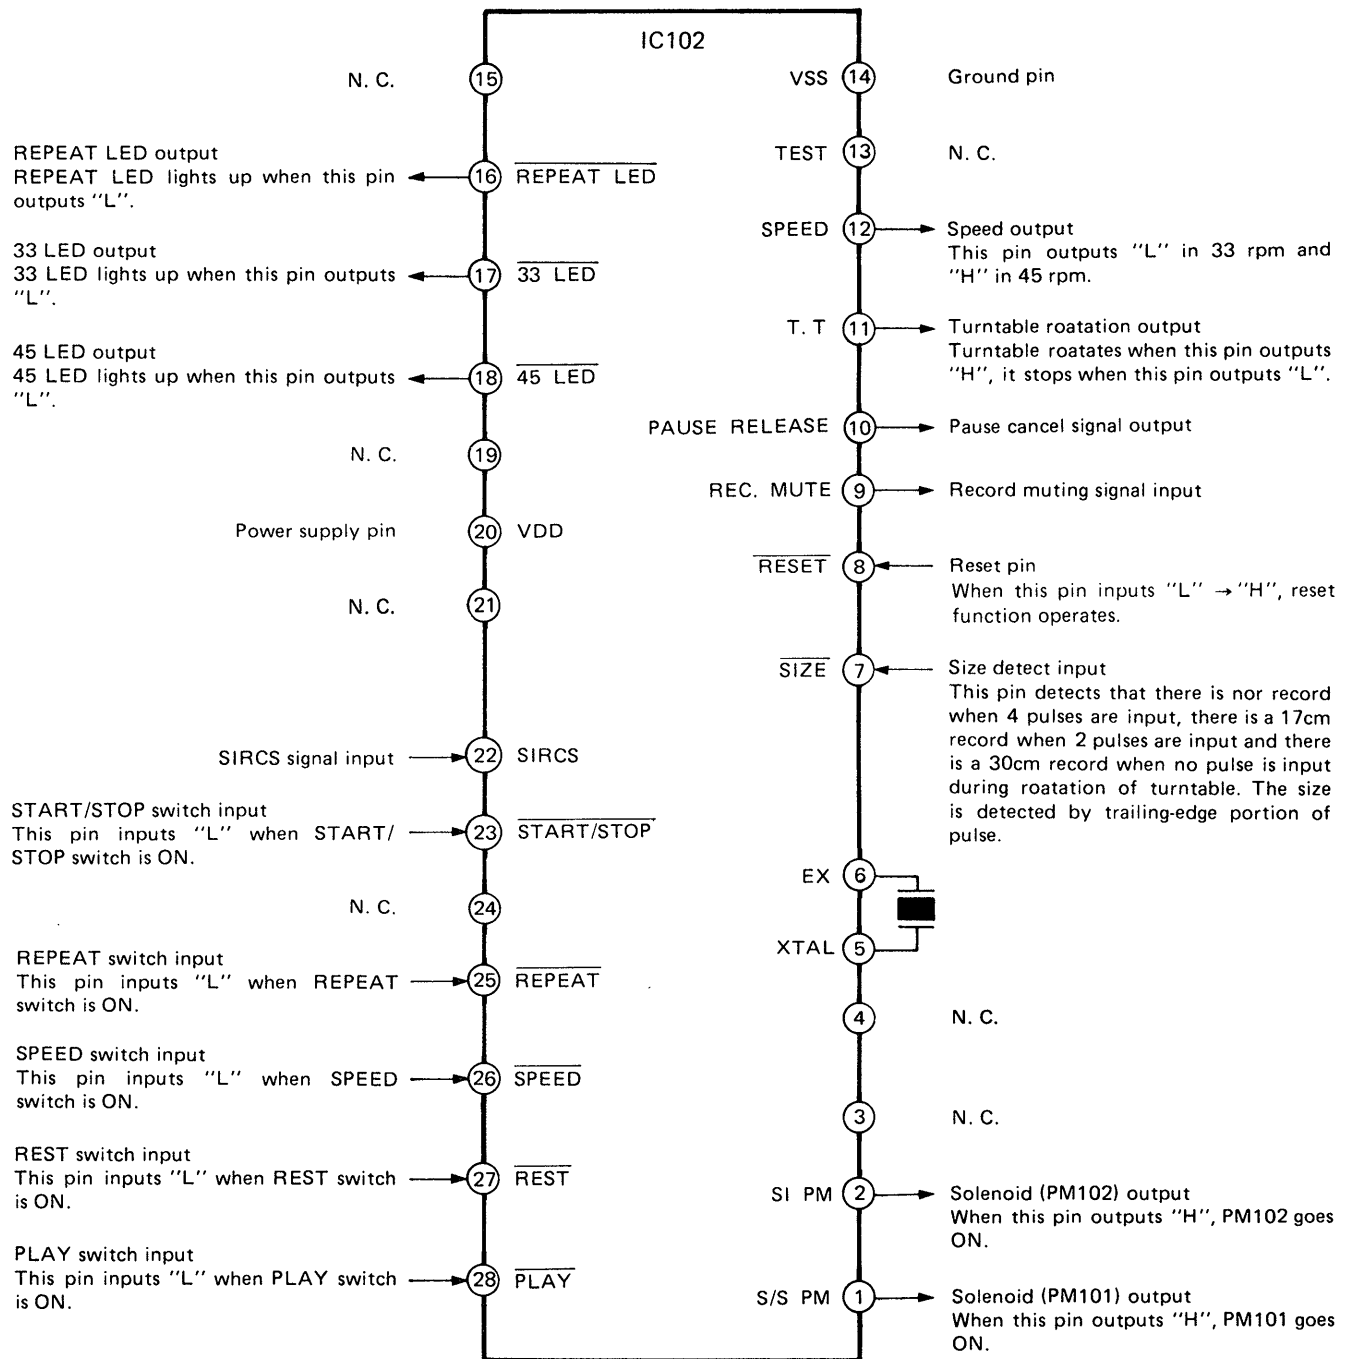 IC102
N. C. 15
REPEAT LED output
REPEAT LED lights up when this pin
outputs "L".
16 REPEAT LED
33 LED output
33 LED lights up when this pin outputs
"L".
17 33 LED
45 LED output
45 LED lights up when this pin outputs
"L".
18 45 LED
N. C. 19
Power supply pin 20 VDD
N. C. 21
SIRCS signal input 22 SIRCS
START/STOP switch input
This pin inputs "L" when START/
STOP switch is ON.
23 START/STOP
N. C. 24
REPEAT switch input
This pin inputs "L" when REPEAT
switch is ON.
25 REPEAT
SPEED switch input
This pin inputs "L" when SPEED
switch is ON.
26 SPEED
REST switch input
This pin inputs "L" when REST switch
is ON.
27 REST
PLAY switch input
This pin inputs "L" when PLAY switch
is ON.
28 PLAY
VSS 14 Ground pin
TEST 13 N. C.
SPEED 12 Speed output
This pin outputs "L" in 33 rpm and
"H" in 45 rpm.
T. T 11 Turntable roatation output
Turntable roatates when this pin outputs
"H", it stops when this pin outputs "L".
PAUSE RELEASE 10 Pause cancel signal output
REC. MUTE 9 Record muting signal input
RESET 8 Reset pin
When this pin inputs "L" → "H", reset
function operates.
SIZE 7 Size detect input
This pin detects that there is nor record
when 4 pulses are input, there is a 17cm
record when 2 pulses are input and there
is a 30cm record when no pulse is input
during roatation of turntable. The size
is detected by trailing-edge portion of
pulse.
EX 6
XTAL 5
4 N. C.
3 N. C.
SI PM 2 Solenoid (PM102) output
When this pin outputs "H", PM102 goes
ON.
S/S PM 1 Solenoid (PM101) output
When this pin outputs "H", PM101 goes
ON.